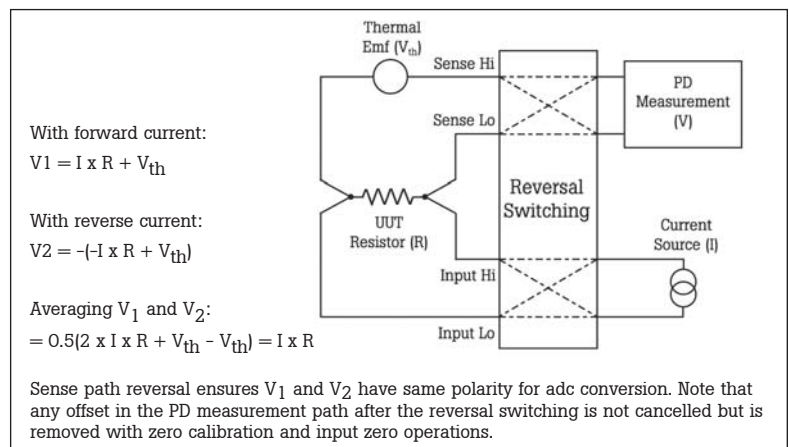 Thermal
Emf (Vth)
Sense Hi
PD
Measurement
(V)
Sense Lo
With forward current:
V1 = I x R + Vth
Reversal
Switching
With reverse current:
V2 = -(-I x R + Vth)
UUT
Resistor (R)
Current
Source (I)
Input Hi
Averaging V1 and V2:
= 0.5(2 x I x R + Vth - Vth) = I x R
Input Lo
Sense path reversal ensures V1 and V2 have same polarity for adc conversion. Note that
any offset in the PD measurement path after the reversal switching is not cancelled but is
removed with zero calibration and input zero operations.